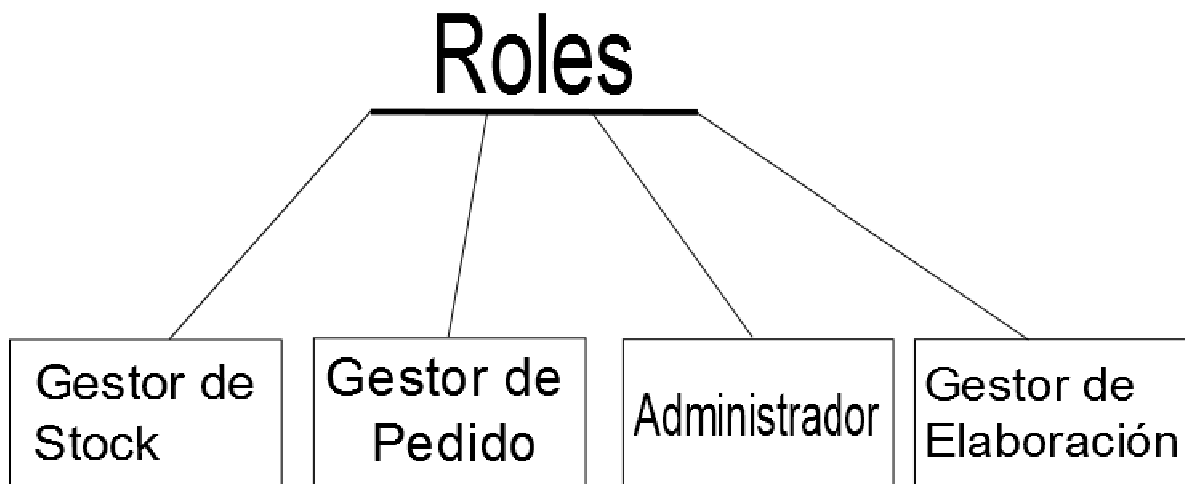 Roles
Gestor de
Stock
Gestor de
Pedido
Administrador
Gestor de
Elaboración